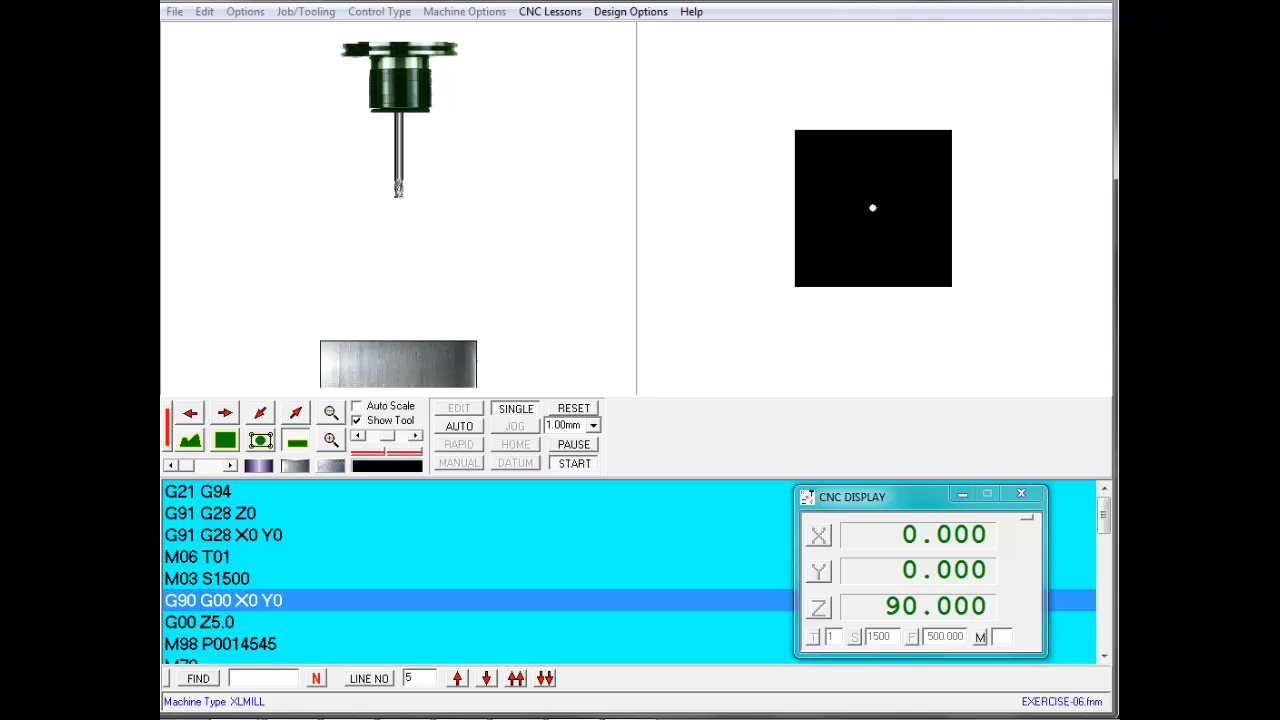 File Edit Options Job/Tooling Control Type Machine Options CNC Lessons Design Options Help
Auto Scale
Show Tool
EDIT SINGLE RESET
AUTO JOG 1.00mm
RAPID HOME PAUSE
MANUAL DATUM START
G21 G94
G91 G28 Z0
G91 G28 X0 Y0
M06 T01
M03 S1500
G90 G00 X0 Y0
G00 Z5.0
M98 P0014545
CNC DISPLAY
X 0.000
Y 0.000
Z 90.000
T 1 S 1500 F 500.000 M
FIND N LINE NO 5
Machine Type XLMILL EXERCISE-06.fnm